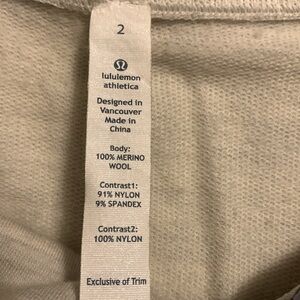 2
lululemon
athletica
Designed in
Vancouver
Made in
China
Body:
100% MERINO
WOOL
Contrast1:
91% NYLON
9% SPANDEX
Contrast2:
100% NYLON
Exclusive of Trim